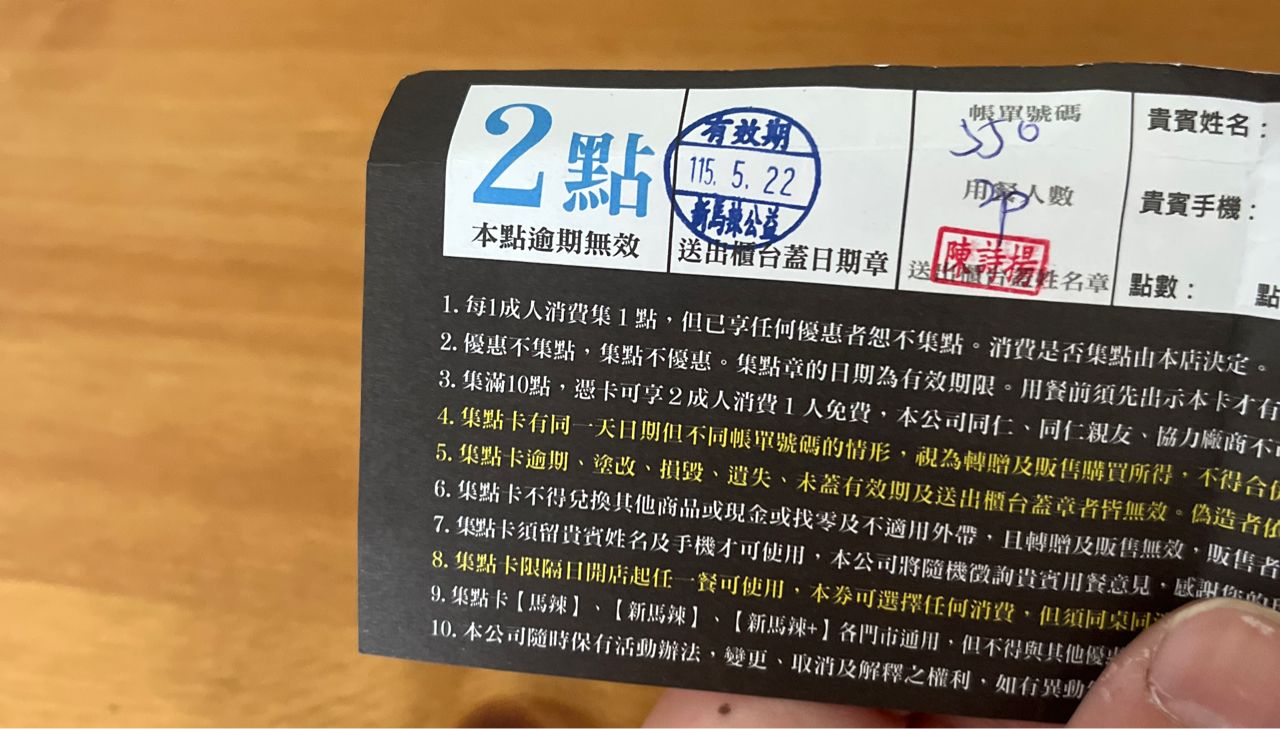 2點
本點逾期無效
有效期
115. 5. 22
新馬辣公益
送出櫃台蓋日期章
帳單號碼
550
用餐人數
2P
陳詩揚
送出櫃台蓋姓名章
貴賓姓名：
貴賓手機：
點數：
點
1. 每1成人消費集 1 點，但已享任何優惠者恕不集點。消費是否集點由本店決定。
2. 優惠不集點，集點不優惠。集點章的日期為有效期限。用餐前須先出示本卡才有
3. 集滿10點，憑卡可享 2 成人消費 1 人免費，本公司同仁、同仁親友、協力廠商不
4. 集點卡有同一天日期但不同帳單號碼的情形，視為轉贈及販售購買所得，不得合
5. 集點卡逾期、塗改、損毀、遺失、未蓋有效期及送出櫃台蓋章者皆無效。偽造者
6. 集點卡不得兌換其他商品或現金或找零及不適用外帶，且轉贈及販售無效，販售者
7. 集點卡須留貴賓姓名及手機才可使用，本公司將隨機徵詢貴賓用餐意見，感謝您的
8. 集點卡限隔日開店起任一餐可使用，本券可選擇任何消費，但須同桌同
9. 集點卡【馬辣】、【新馬辣】、【新馬辣+】各門市通用，但不得與其他優惠
10. 本公司隨時保有活動辦法，變更、取消及解釋之權利，如有異動